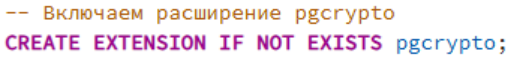 -- Включаем расширение pgcrypto
CREATE EXTENSION IF NOT EXISTS pgcrypto;